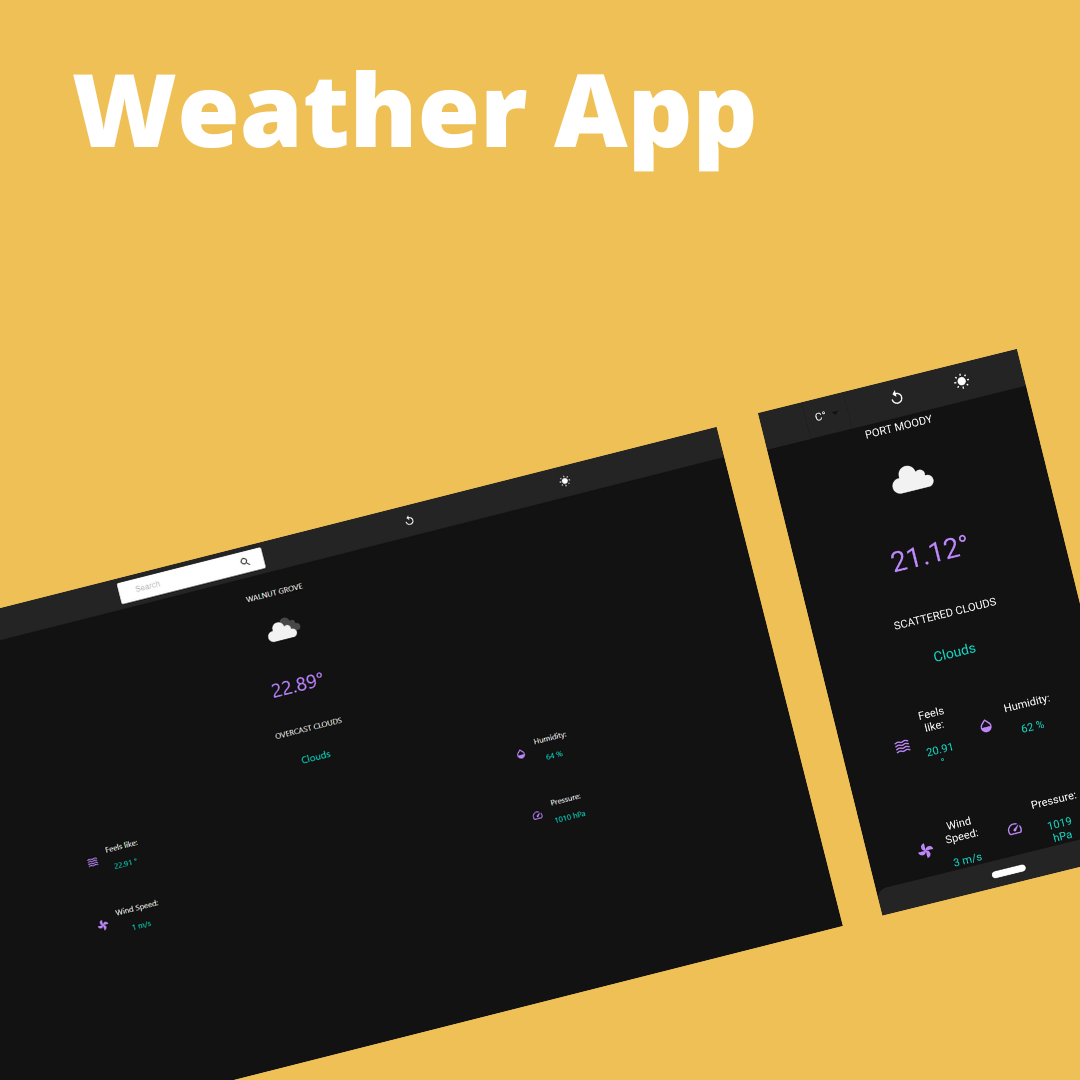 Weather App
Search
WALNUT GROVE
22.89°
OVERCAST CLOUDS
Clouds
Humidity:
64 %
Pressure:
1010 hPa
Feels like:
22.91 °
Wind Speed:
1 m/s
C°
PORT MOODY
21.12°
SCATTERED CLOUDS
Clouds
Feels
like:
20.91
°
Humidity:
62 %
Wind
Speed:
3 m/s
Pressure:
1019
hPa